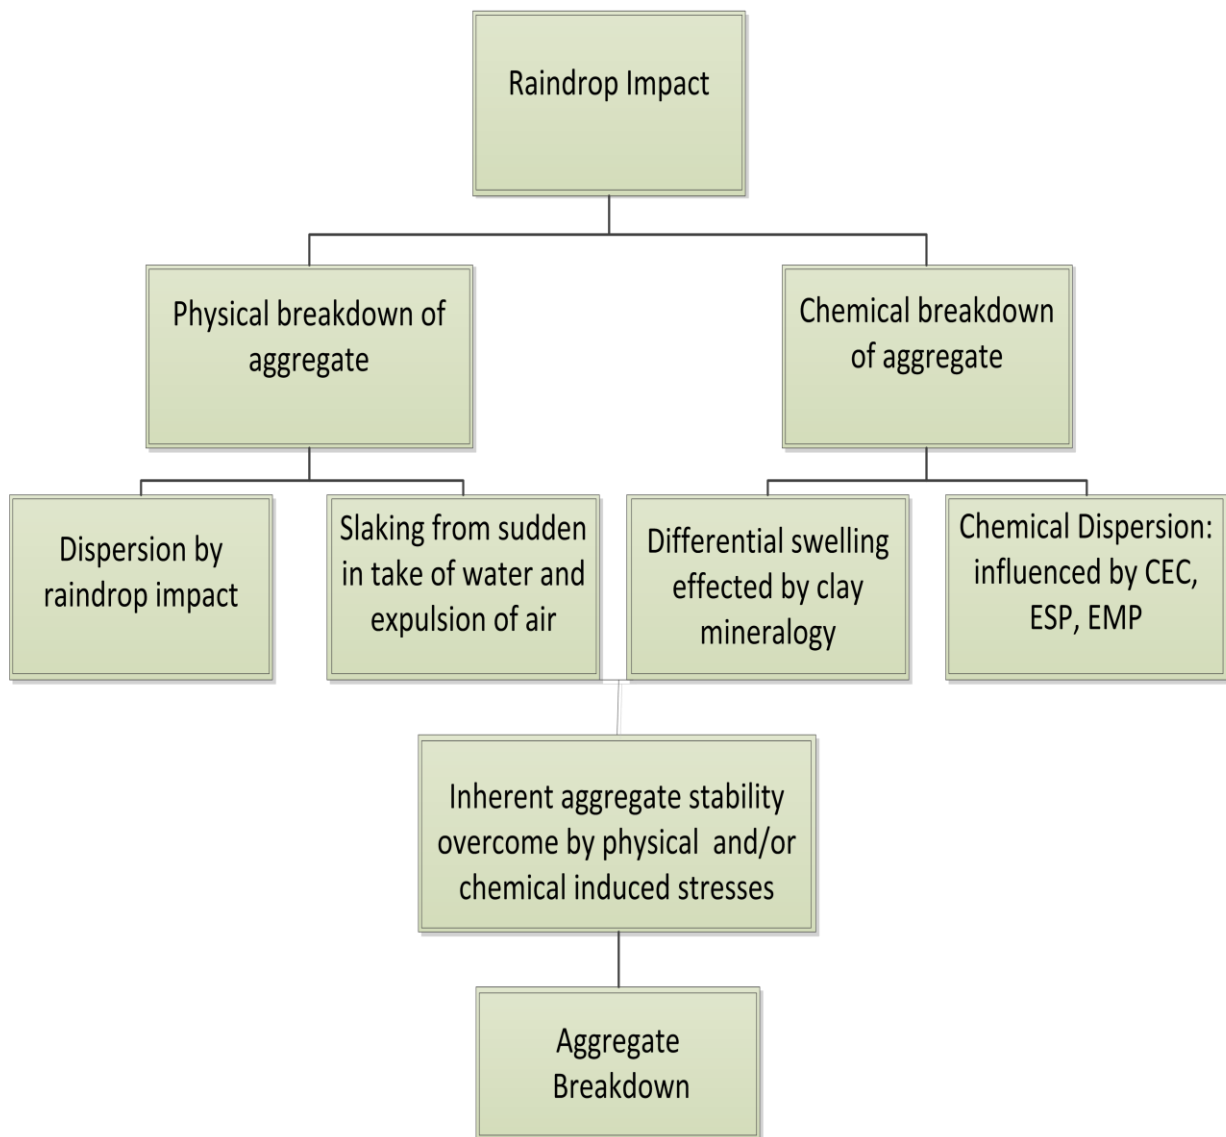 Raindrop Impact
Physical breakdown of
aggregate
Chemical breakdown
of aggregate
Dispersion by
raindrop impact
Slaking from sudden
in take of water and
expulsion of air
Differential swelling
effected by clay
mineralogy
Chemical Dispersion:
influenced by CEC,
ESP, EMP
Inherent aggregate stability
overcome by physical and/or
chemical induced stresses
Aggregate
Breakdown